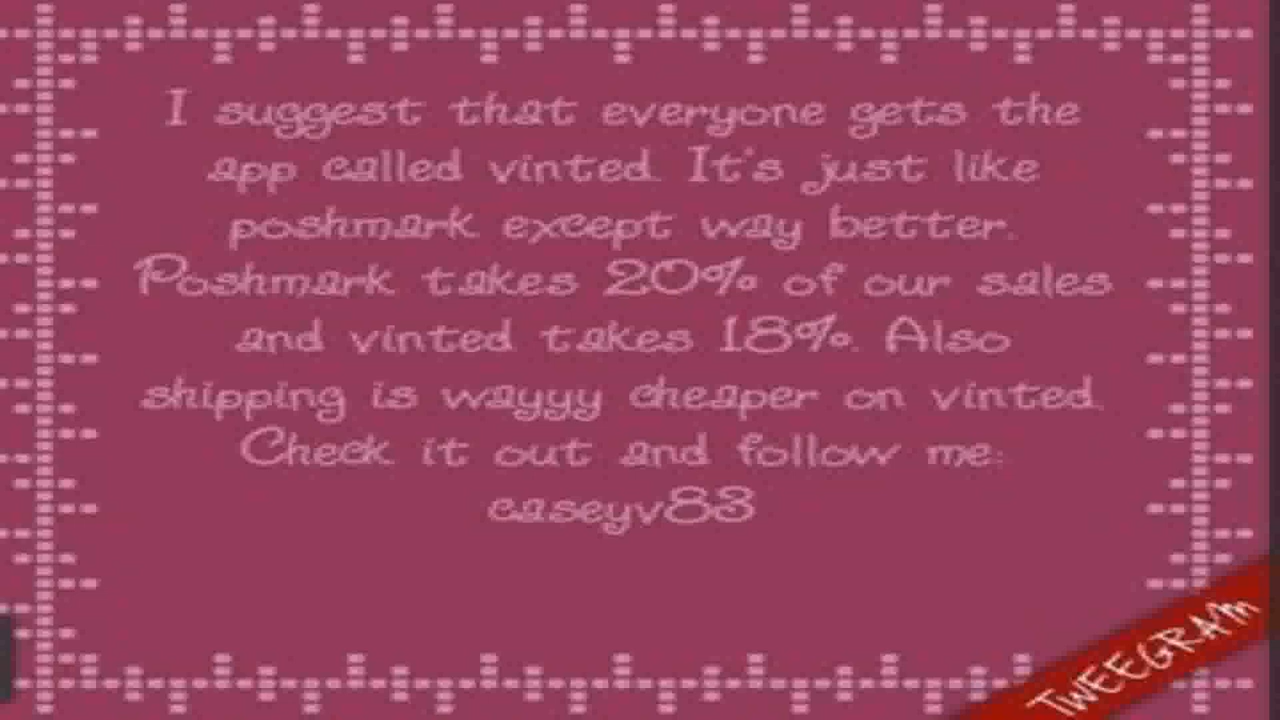 I suggest that everyone gets the
app called vinted. It's just like
poshmark except way better.
Poshmark takes 20% of our sales
and vinted takes 18%. Also
shipping is wayyy cheaper on vinted.
Check it out and follow me:
caseyv83
TWEEGRAM